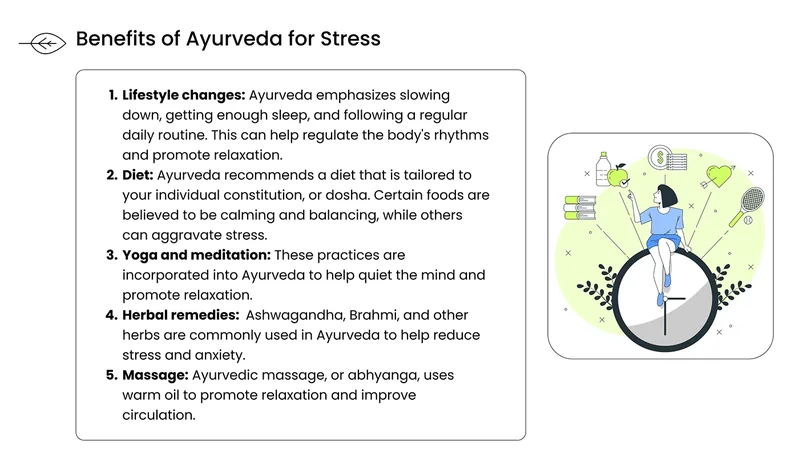 Benefits of Ayurveda for Stress
1. Lifestyle changes: Ayurveda emphasizes slowing
down, getting enough sleep, and following a regular
daily routine. This can help regulate the body's rhythms
and promote relaxation.
2. Diet: Ayurveda recommends a diet that is tailored to
your individual constitution, or dosha. Certain foods are
believed to be calming and balancing, while others
can aggravate stress.
3. Yoga and meditation: These practices are
incorporated into Ayurveda to help quiet the mind and
promote relaxation.
4. Herbal remedies: Ashwagandha, Brahmi, and other
herbs are commonly used in Ayurveda to help reduce
stress and anxiety.
5. Massage: Ayurvedic massage, or abhyanga, uses
warm oil to promote relaxation and improve
circulation.
$